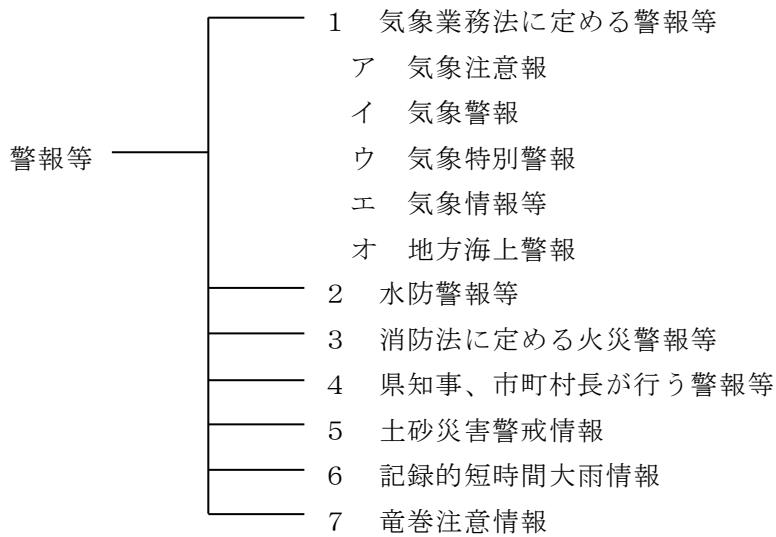 １　気象業務法に定める警報等
ア　気象注意報
イ　気象警報
警報等
ウ　気象特別警報
エ　気象情報等
オ　地方海上警報
２　水防警報等
３　消防法に定める火災警報等
４　県知事、市町村長が行う警報等
５　土砂災害警戒情報
６　記録的短時間大雨情報
７　竜巻注意情報